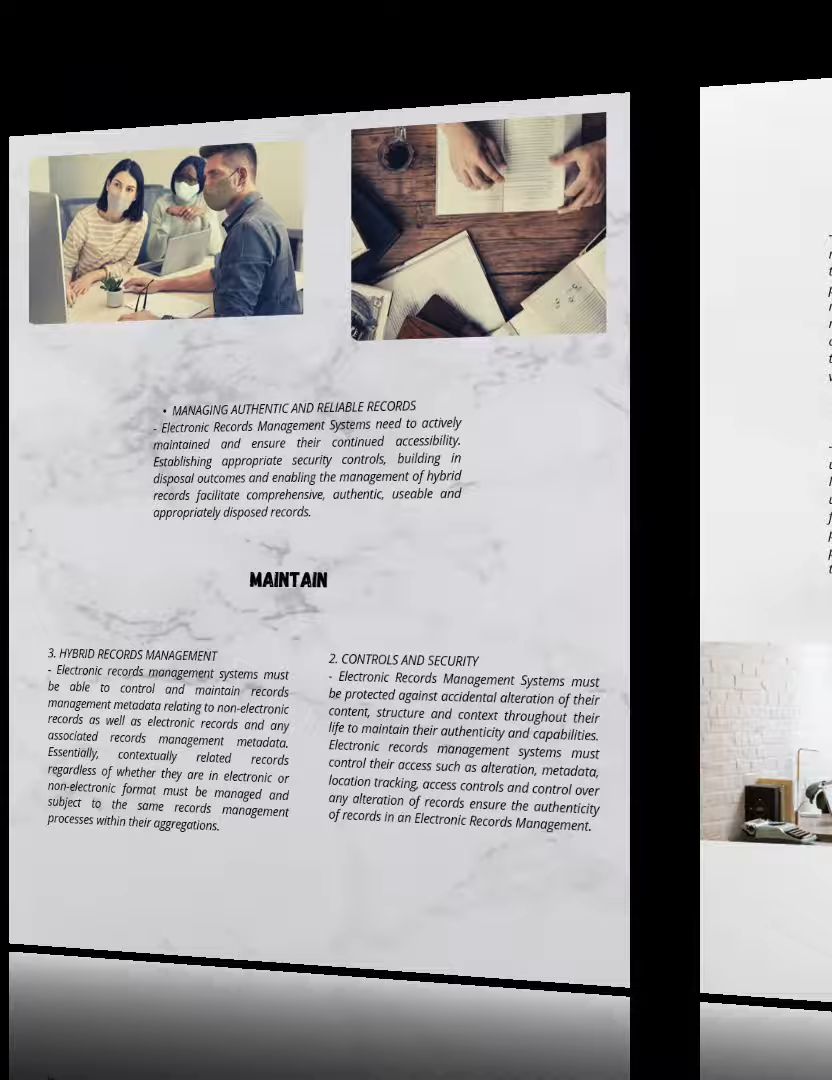 • MANAGING AUTHENTIC AND RELIABLE RECORDS
- Electronic Records Management Systems need to actively
maintained and ensure their continued accessibility.
Establishing appropriate security controls, building in
disposal outcomes and enabling the management of hybrid
records facilitate comprehensive, authentic, useable and
appropriately disposed records.
MAINTAIN
3. HYBRID RECORDS MANAGEMENT
- Electronic records management systems must
be able to control and maintain records
management metadata relating to non-electronic
records as well as electronic records and any
associated records management metadata.
Essentially, contextually related records
regardless of whether they are in electronic or
non-electronic format must be managed and
subject to the same records management
processes within their aggregations.
2. CONTROLS AND SECURITY
- Electronic Records Management Systems must
be protected against accidental alteration of their
content, structure and context throughout their
life to maintain their authenticity and capabilities.
Electronic records management systems must
control their access such as alteration, metadata,
location tracking, access controls and control over
any alteration of records ensure the authenticity
of records in an Electronic Records Management.